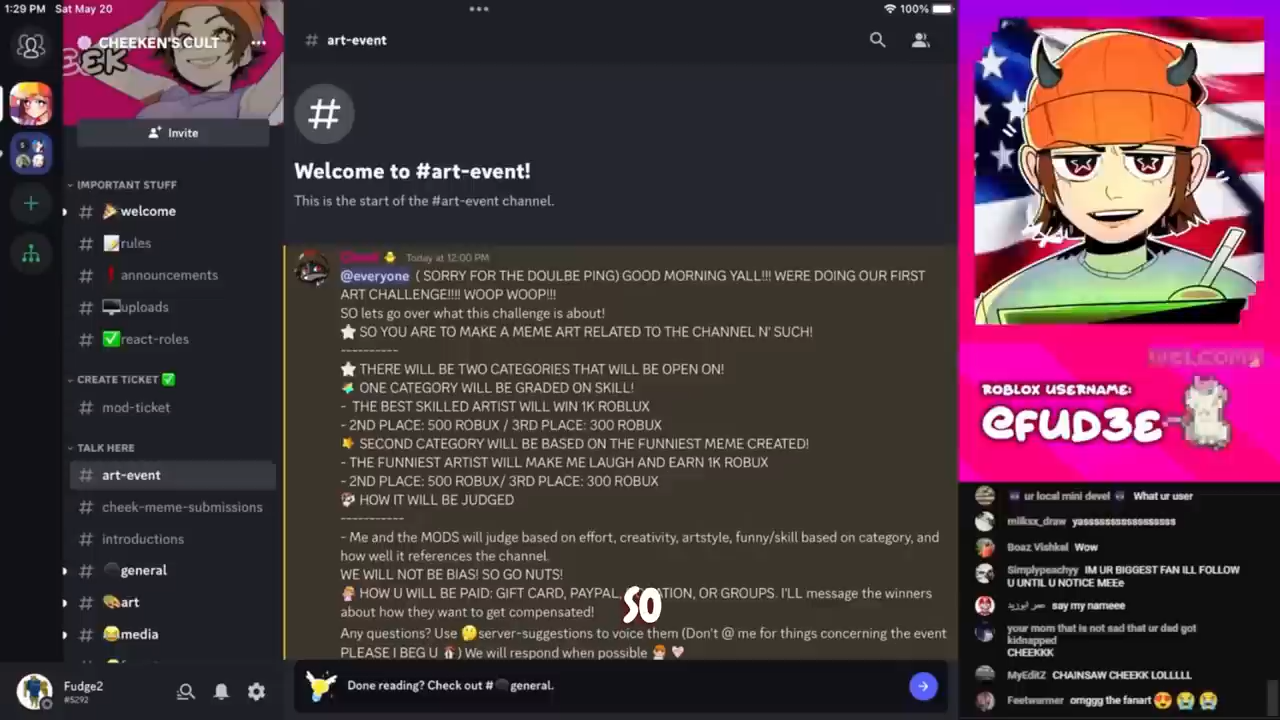 1:29 PM Sat May 20
100%
CHEEKEN'S CULT
EEK
Invite
IMPORTANT STUFF
# welcome
# rules
# announcements
# uploads
# react-roles
CREATE TICKET
# mod-ticket
TALK HERE
# art-event
# cheek-meme-submissions
# introductions
# general
# art
# media
Fudge2
#5292
# art-event
#
Welcome to #art-event!
This is the start of the #art-event channel.
Today at 12:00 PM
@everyone ( SORRY FOR THE DOULBE PING) GOOD MORNING YALL!!! WERE DOING OUR FIRST
ART CHALLENGE!!!! WOOP WOOP!!!
SO lets go over what this challenge is about!
SO YOU ARE TO MAKE A MEME ART RELATED TO THE CHANNEL N' SUCH!
----------
THERE WILL BE TWO CATEGORIES THAT WILL BE OPEN ON!
ONE CATEGORY WILL BE GRADED ON SKILL!
- THE BEST SKILLED ARTIST WILL WIN 1K ROBLUX
- 2ND PLACE: 500 ROBUX / 3RD PLACE: 300 ROBUX
SECOND CATEGORY WILL BE BASED ON THE FUNNIEST MEME CREATED!
- THE FUNNIEST ARTIST WILL MAKE ME LAUGH AND EARN 1K ROBUX
- 2ND PLACE: 500 ROBUX/ 3RD PLACE: 300 ROBUX
HOW IT WILL BE JUDGED
-----------
- Me and the MODS will judge based on effort, creativity, artstyle, funny/skill based on category, and
how well it references the channel.
WE WILL NOT BE BIAS! SO GO NUTS!
HOW U WILL BE PAID: GIFT CARD, PAYPAL, OR GROUPS. I'LL message the winners
about how they want to get compensated!
SO
Any questions? Use server-suggestions to voice them (Don't @ me for things concerning the event
PLEASE I BEG U ) We will respond when possible
Done reading? Check out # general.
WELCOME
ROBLOX USERNAME:
@FUD3E
ur local mini devel What ur user
milksx_draw yasssssssssssssssssss
Boaz Vishkel Wow
Simplypeachyy IM UR BIGGEST FAN ILL FOLLOW
U UNTIL U NOTICE MEEe
say my nameee
your mom that is not sad that ur dad got
kidnapped
CHEEKKK
MyEditZ CHAINSAW CHEEKK LOLLLLL
Feetwurmer omggg the fanart